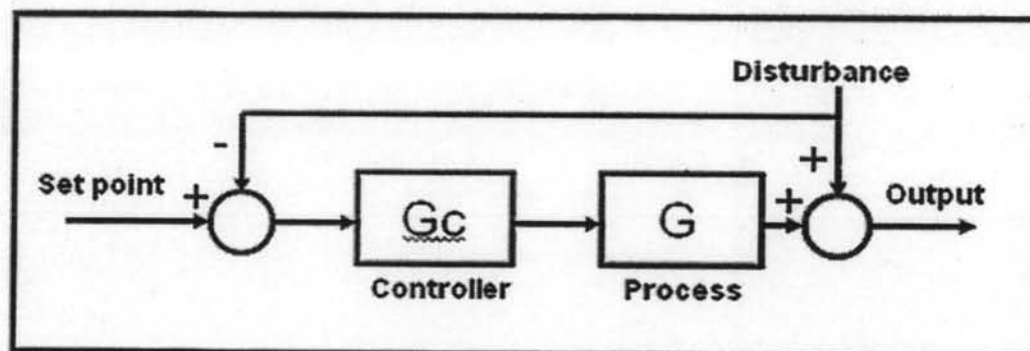 Disturbance
-
+
Set point
+
Gc
G
+
Output
Controller
Process